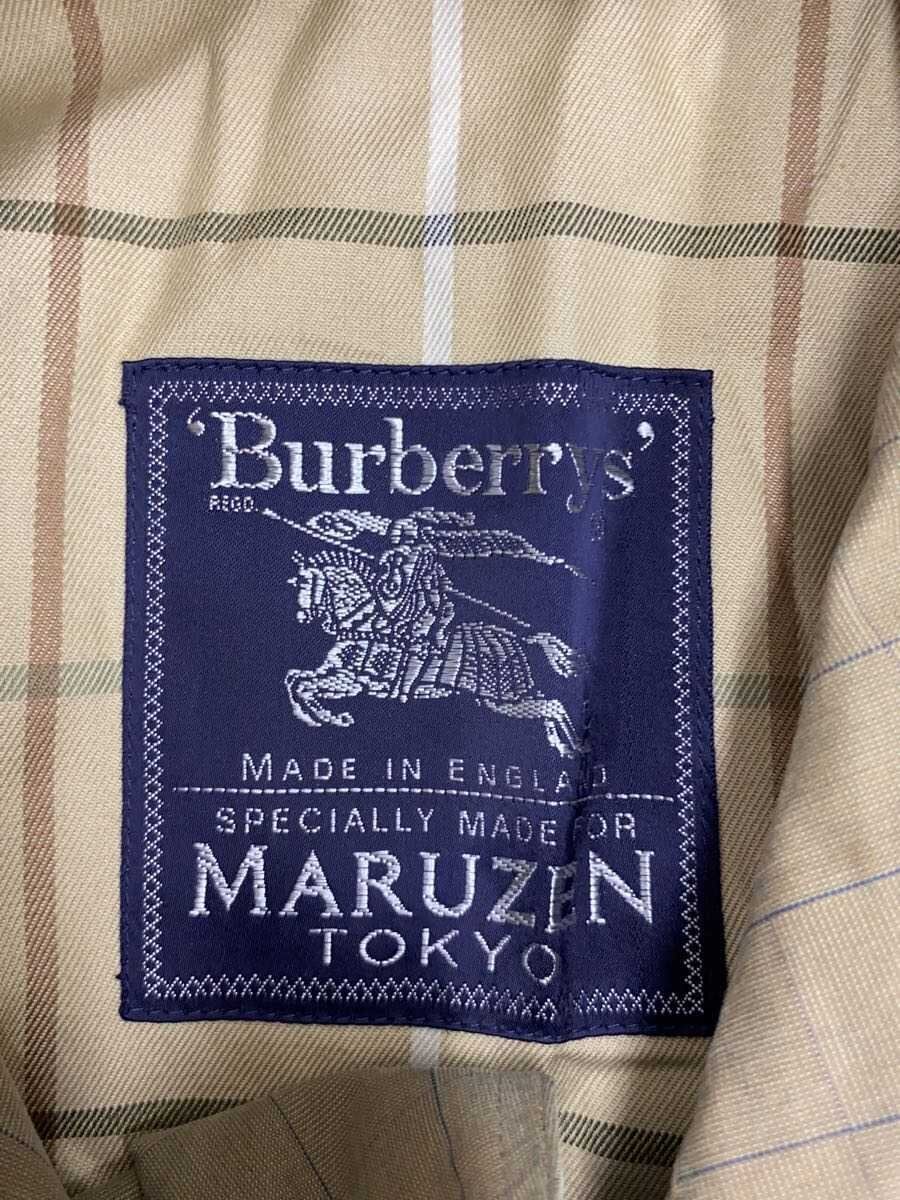 'Burberrys'
REGD.
MADE IN ENGLAND
SPECIALLY MADE FOR
MARUZEN
TOKYO